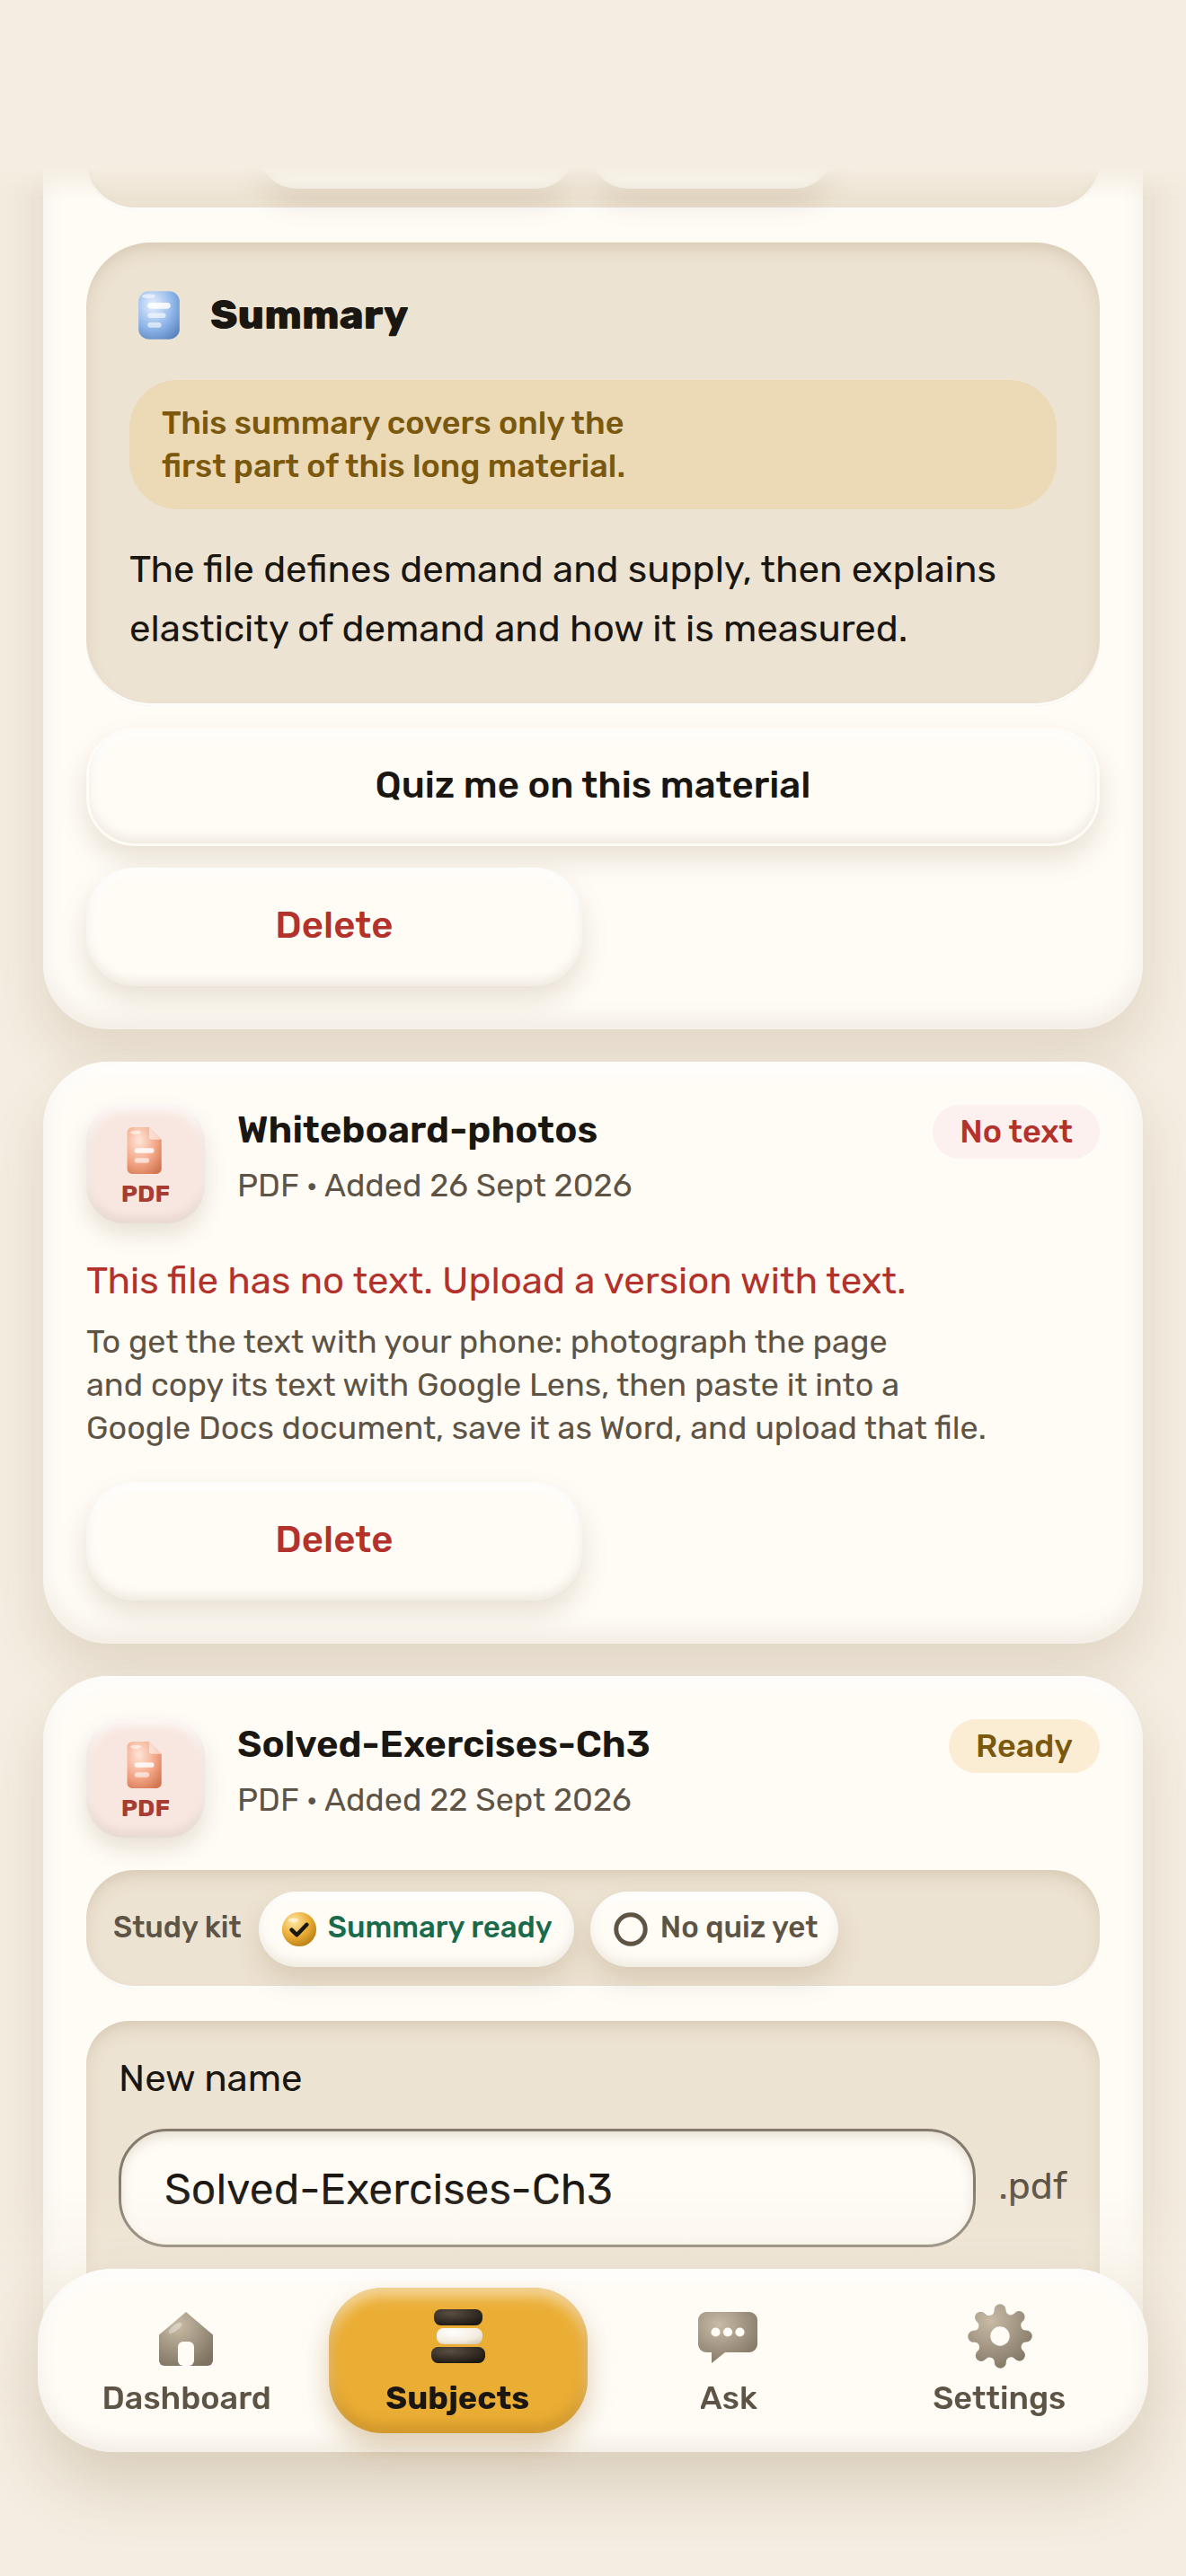 Summary
This summary covers only the
first part of this long material.
The file defines demand and supply, then explains
elasticity of demand and how it is measured.
Quiz me on this material
Delete
Whiteboard-photos
No text
PDF • Added 26 Sept 2026
PDF
This file has no text. Upload a version with text.
To get the text with your phone: photograph the page
and copy its text with Google Lens, then paste it into a
Google Docs document, save it as Word, and upload that file.
Delete
Solved-Exercises-Ch3
Ready
PDF • Added 22 Sept 2026
PDF
Study kit
Summary ready
No quiz yet
New name
Solved-Exercises-Ch3
.pdf
Dashboard
Subjects
Ask
Settings